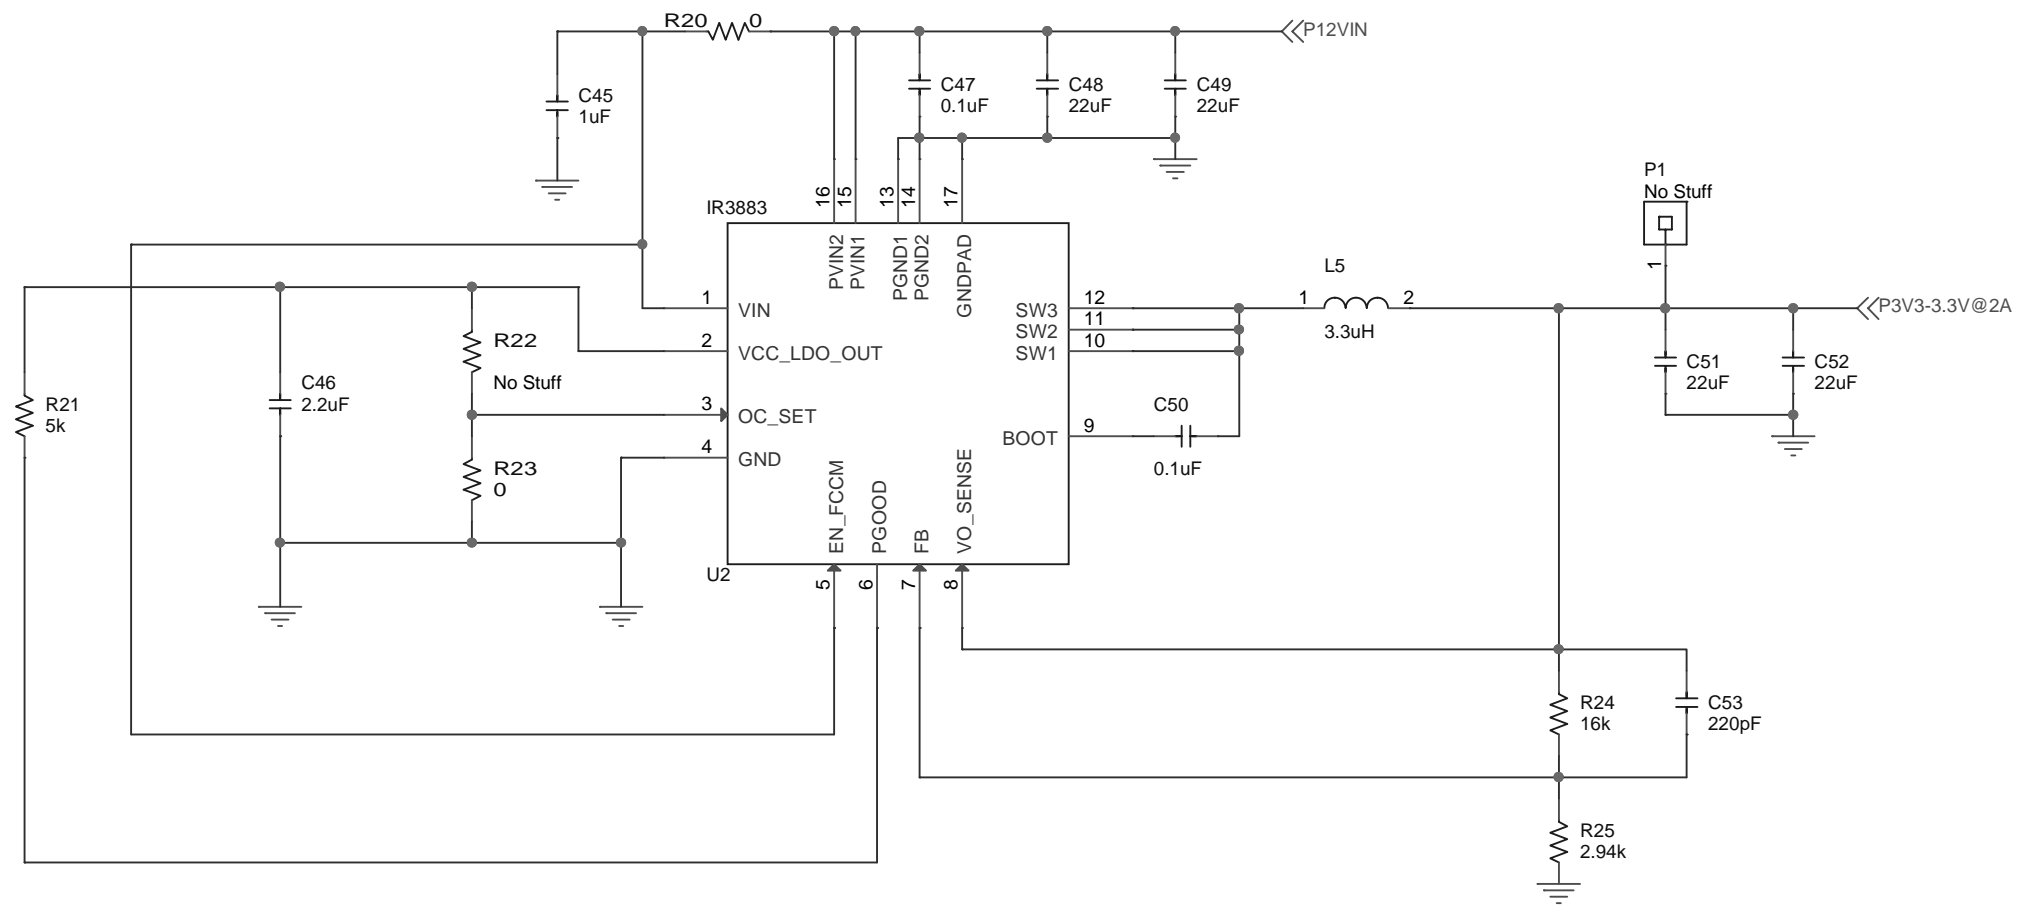 R20 0
P12VIN
C45
1uF
C47
0.1uF
C48
22uF
C49
22uF
16
15
13
14
17
IR3883
PVIN2
PVIN1
PGND1
PGND2
GNDPAD
P1
No Stuff
1
1
VIN
2
VCC_LDO_OUT
3
OC_SET
4
GND
SW3
12
SW2
11
SW1
10
BOOT
9
L5
1
2
3.3uH
P3V3-3.3V@2A
R22
No Stuff
C46
2.2uF
R21
5k
R23
0
C50
0.1uF
C51
22uF
C52
22uF
EN_FCCM
PGOOD
FB
VO_SENSE
U2
5
6
7
8
R24
16k
C53
220pF
R25
2.94k